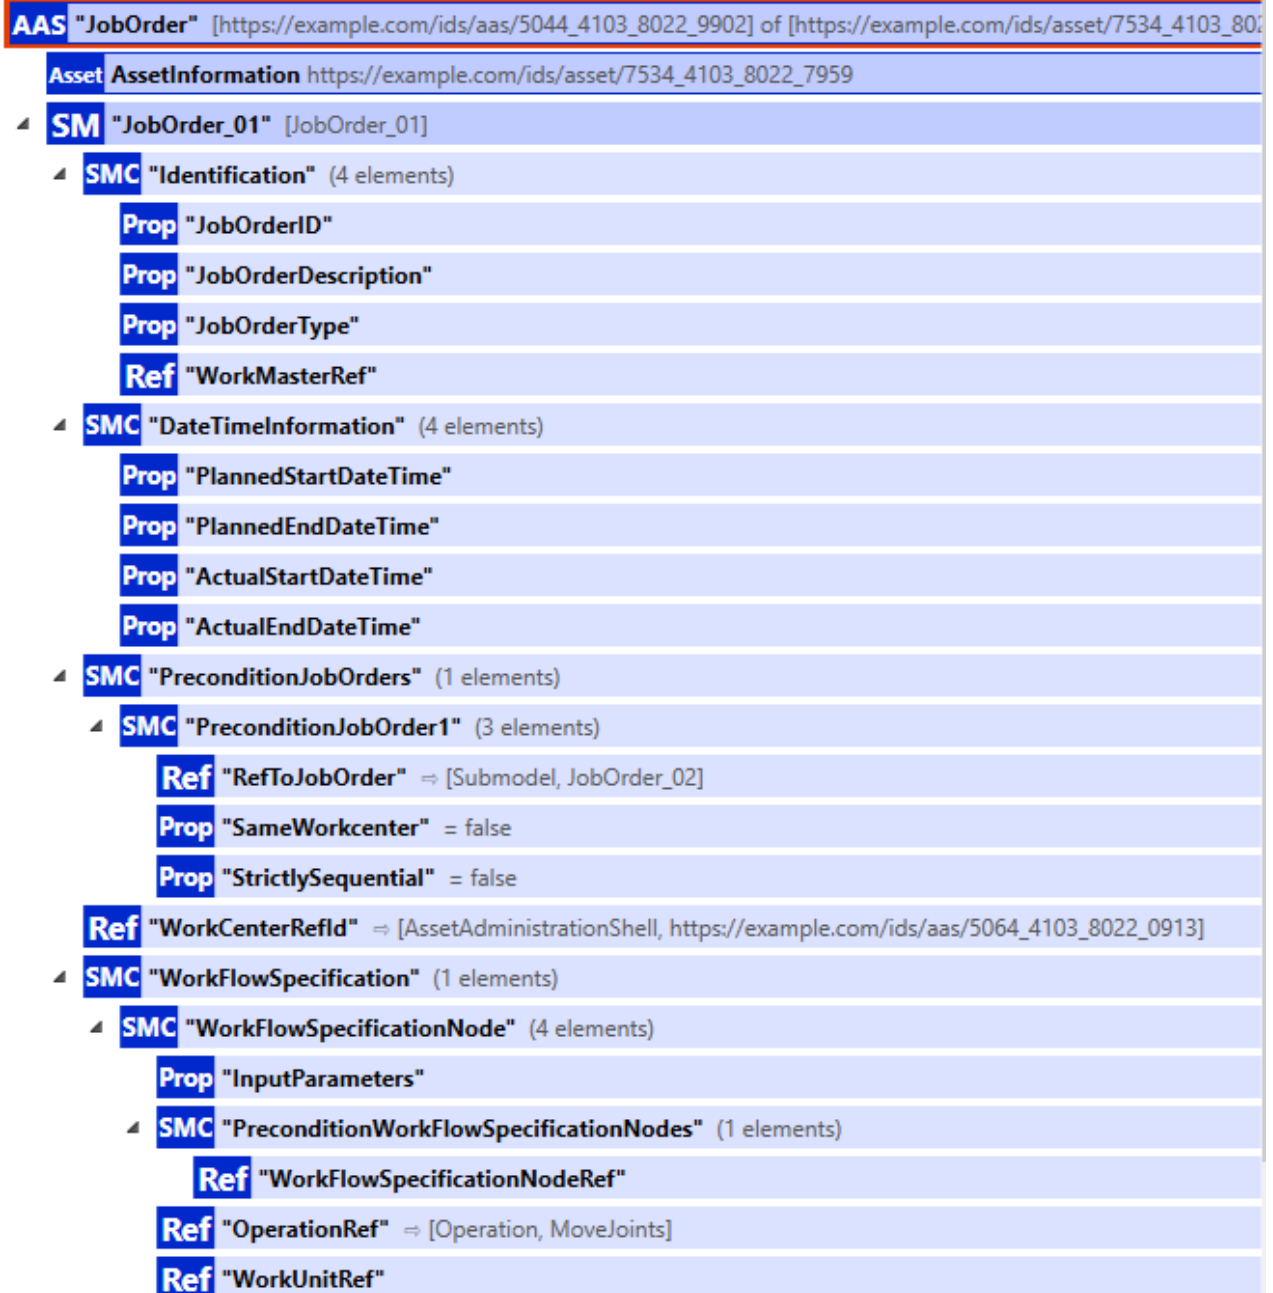 AAS "JobOrder" [https://example.com/ids/aas/5044_4103_8022_9902] of [https://example.com/ids/asset/7534_4103_802
Asset AssetInformation https://example.com/ids/asset/7534_4103_8022_7959
SM "JobOrder_01" [JobOrder_01]
SMC "Identification" (4 elements)
Prop "JobOrderID"
Prop "JobOrderDescription"
Prop "JobOrderType"
Ref "WorkMasterRef"
SMC "DateTimeInformation" (4 elements)
Prop "PlannedStartDateTime"
Prop "PlannedEndDateTime"
Prop "ActualStartDateTime"
Prop "ActualEndDateTime"
SMC "PreconditionJobOrders" (1 elements)
SMC "PreconditionJobOrder1" (3 elements)
Ref "RefToJobOrder" ⇨ [Submodel, JobOrder_02]
Prop "SameWorkcenter" = false
Prop "StrictlySequential" = false
Ref "WorkCenterRefId" ⇨ [AssetAdministrationShell, https://example.com/ids/aas/5064_4103_8022_0913]
SMC "WorkFlowSpecification" (1 elements)
SMC "WorkFlowSpecificationNode" (4 elements)
Prop "InputParameters"
SMC "PreconditionWorkFlowSpecificationNodes" (1 elements)
Ref "WorkFlowSpecificationNodeRef"
Ref "OperationRef" ⇨ [Operation, MoveJoints]
Ref "WorkUnitRef"